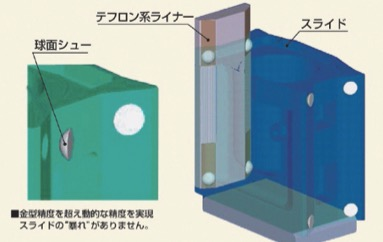 テフロン系ライナー
スライド
球面シュー
■金型精度を超え動的な精度を実現
スライドの"暴れ"がありません。